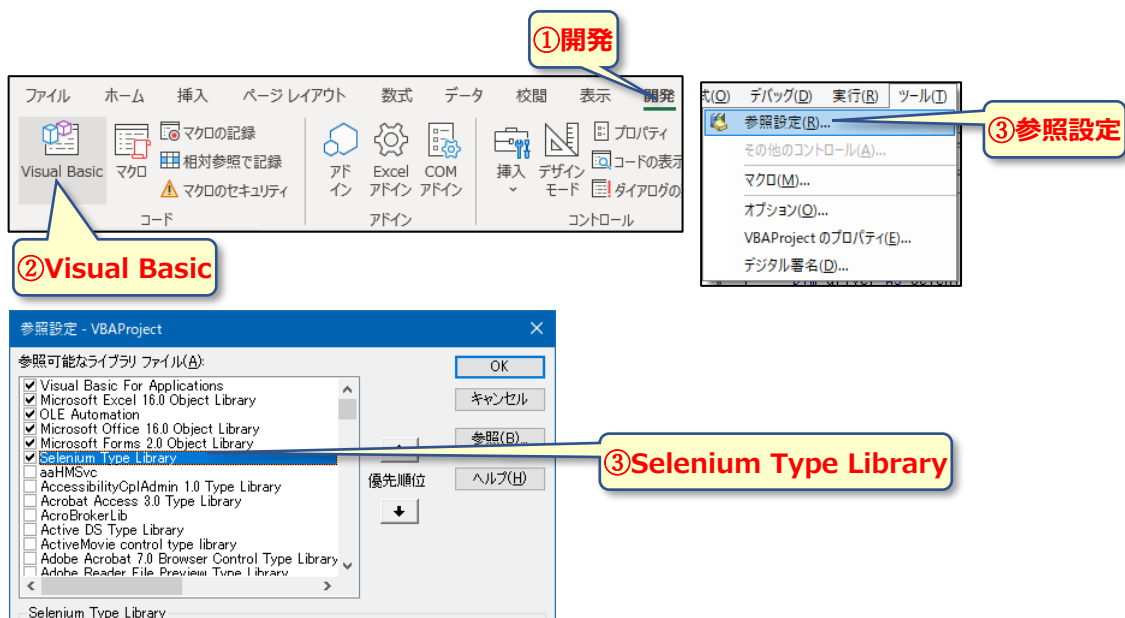 ①開発
ファイル ホーム 挿入 ページ レイアウト 数式 データ 校閲 表示 開発
Visual Basic
マクロ
マクロの記録
相対参照で記録
マクロのセキュリティ
コード
アド
イン
Excel
アドイン
COM
アドイン
アドイン
挿入
デザイン
モード
プロパティ
コードの表示
ダイアログの
コントロール
②Visual Basic
式(O) デバッグ(D) 実行(R) ツール(T)
参照設定(R)...
その他のコントロール(A)...
マクロ(M)...
オプション(O)...
VBAProject のプロパティ(E)...
デジタル署名(D)...
③参照設定
参照設定 - VBAProject
参照可能なライブラリ ファイル(A):
Visual Basic For Applications
Microsoft Excel 16.0 Object Library
OLE Automation
Microsoft Office 16.0 Object Library
Microsoft Forms 2.0 Object Library
Selenium Type Library
aaHMSvc
AccessibilityCplAdmin 1.0 Type Library
Acrobat Access 3.0 Type Library
AcroBrokerLib
Active DS Type Library
ActiveMovie control type library
Adobe Acrobat 7.0 Browser Control Type Library
Adobe Reader File Preview Type Library
OK
キャンセル
参照(B)...
優先順位
ヘルプ(H)
③Selenium Type Library
Selenium Type Library